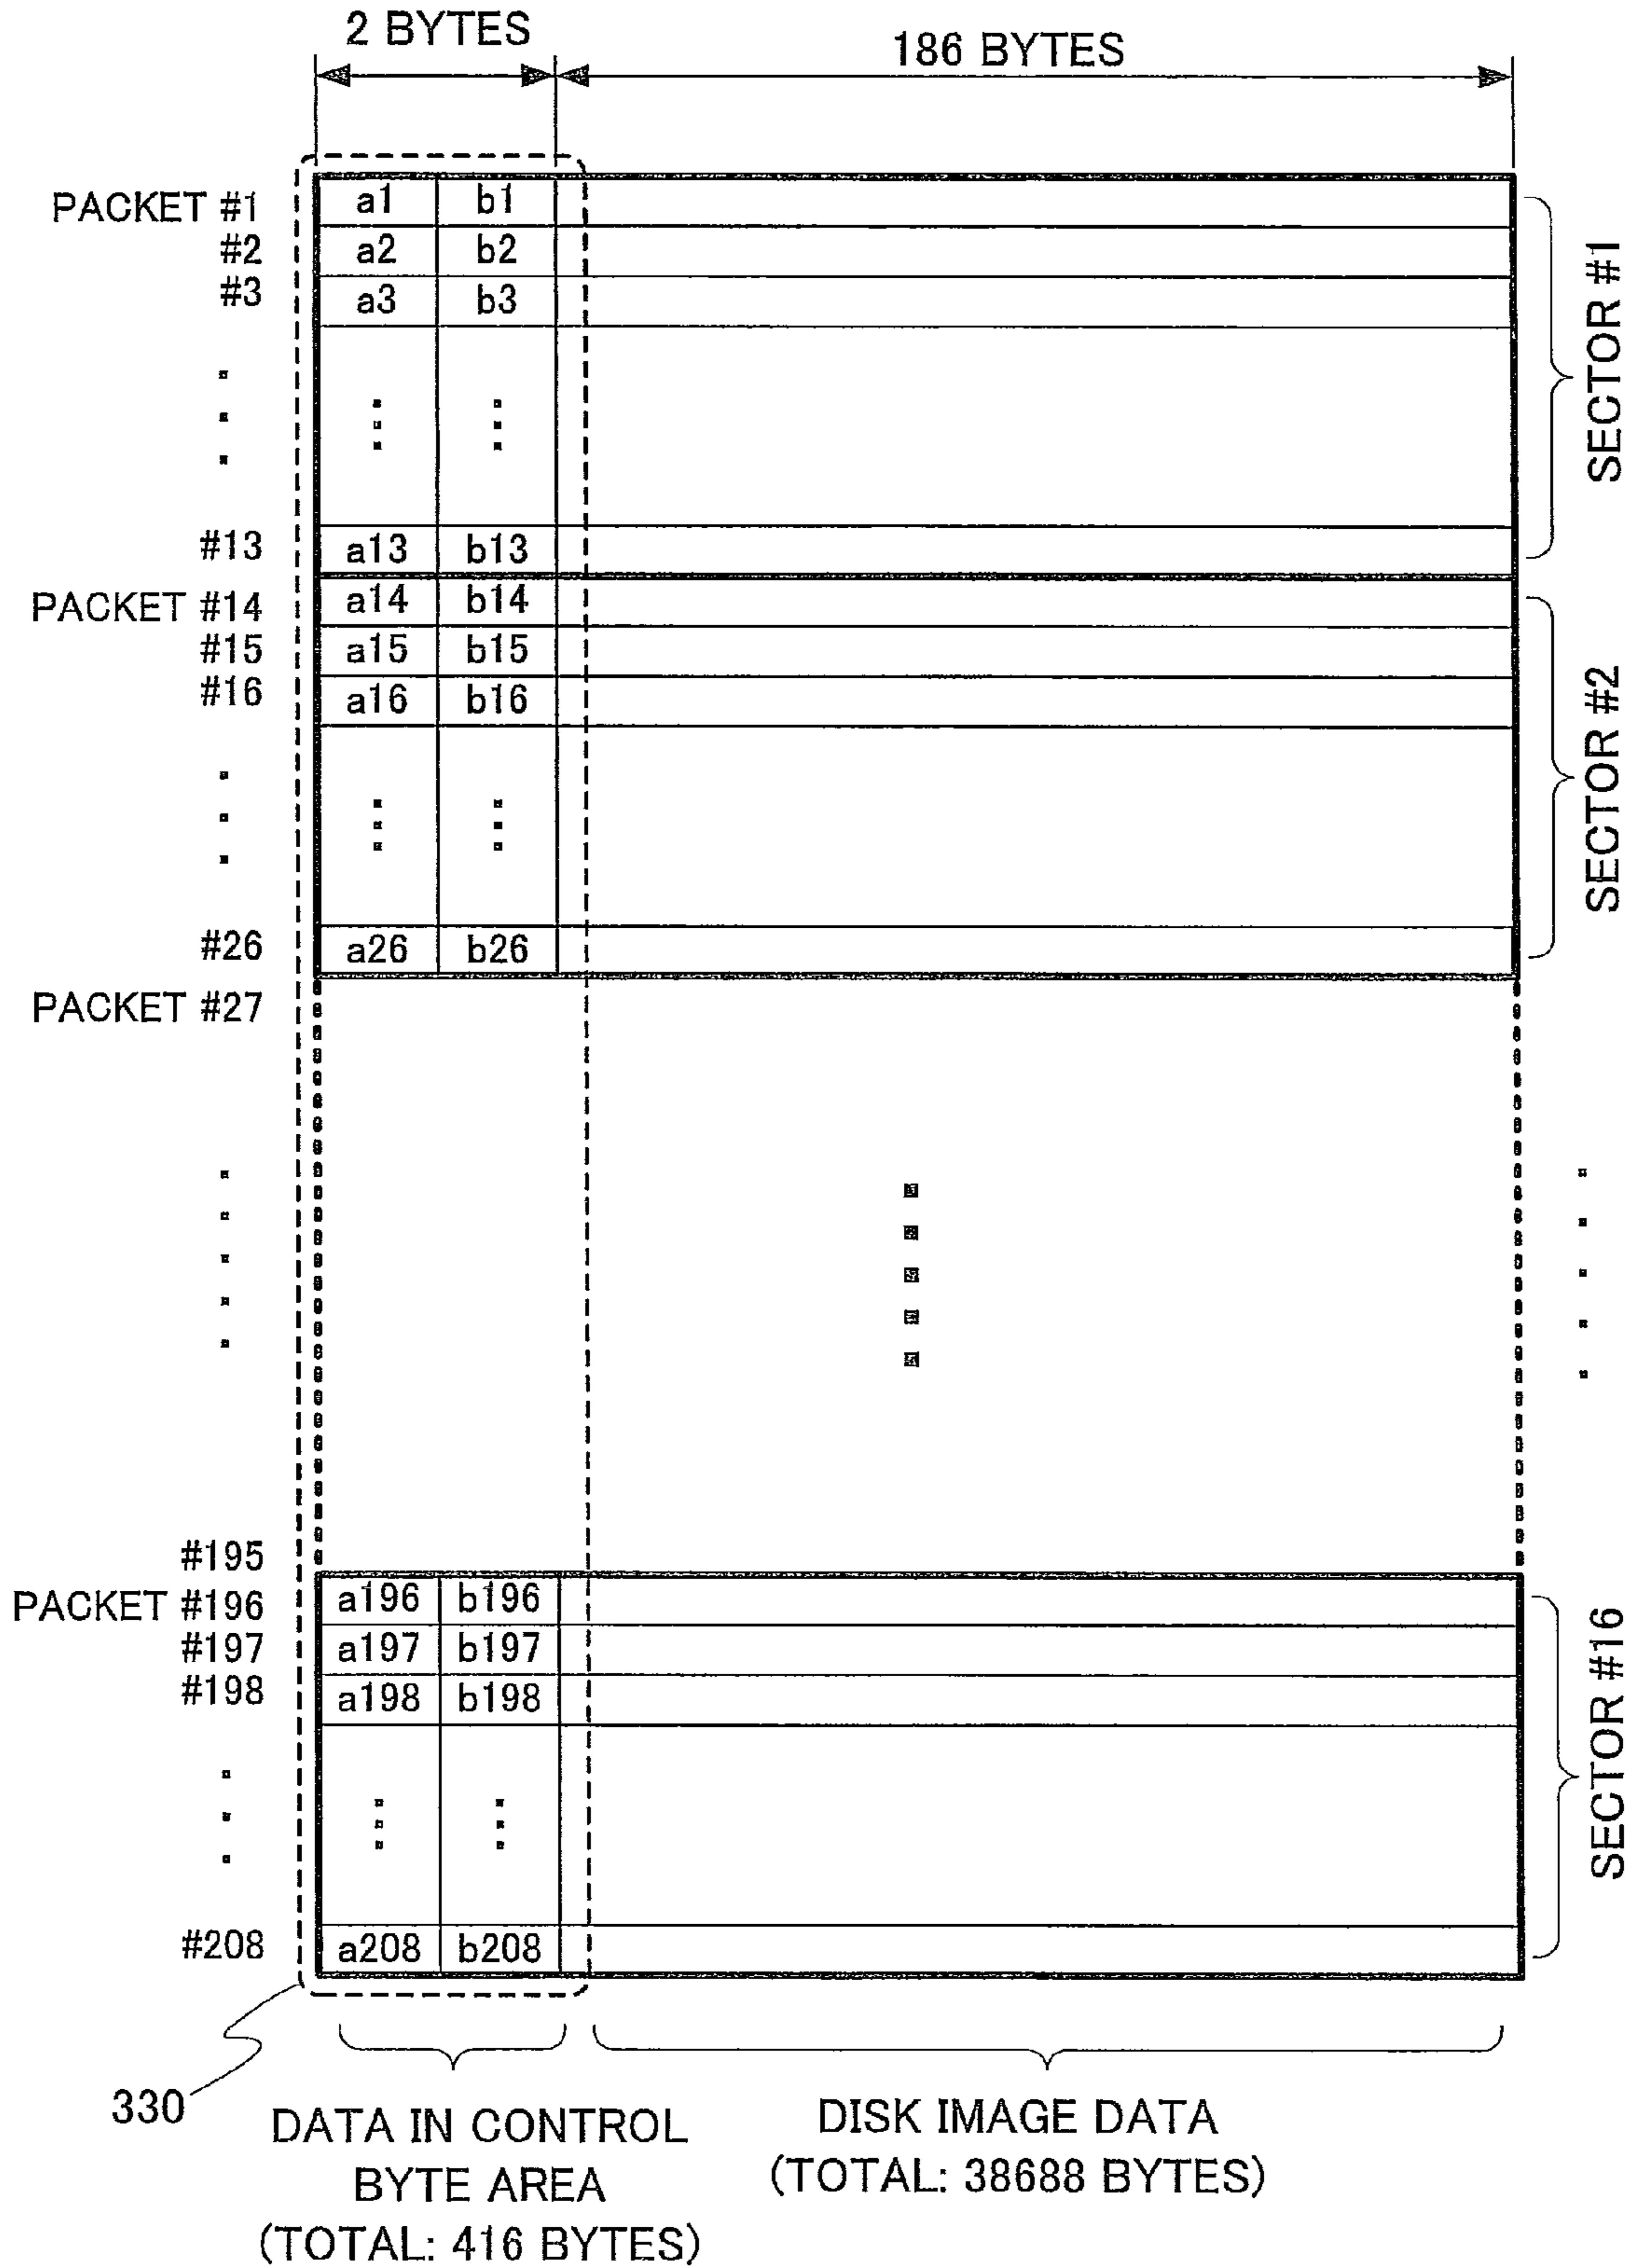 2 BYTES
186 BYTES
PACKET #1 a1 b1
#2 a2 b2
#3 a3 b3
#13 a13 b13
SECTOR #1
PACKET #14 a14 b14
#15 a15 b15
#16 a16 b16
#26 a26 b26
SECTOR #2
PACKET #27
#195
PACKET #196 a196 b196
#197 a197 b197
#198 a198 b198
#208 a208 b208
SECTOR #16
330
DATA IN CONTROL
BYTE AREA
(TOTAL: 416 BYTES)
DISK IMAGE DATA
(TOTAL: 38688 BYTES)